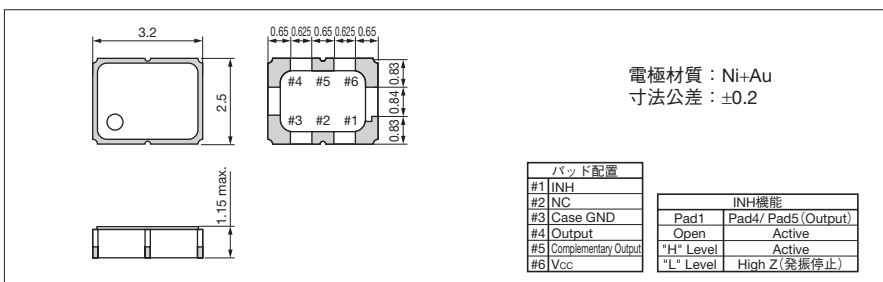 3.2
2.5
1.15 max.
0.65 0.625 0.65 0.625 0.65
0.83
0.84
0.83
#4 #5 #6
#3 #2 #1
電極材質：Ni+Au
寸法公差：±0.2
パッド配置
#1 INH
#2 NC
#3 Case GND
#4 Output
#5 Complementary Output
#6 Vcc
INH機能
Pad1 Pad4/ Pad5(Output)
Open Active
"H" Level Active
"L" Level High Z(発振停止)